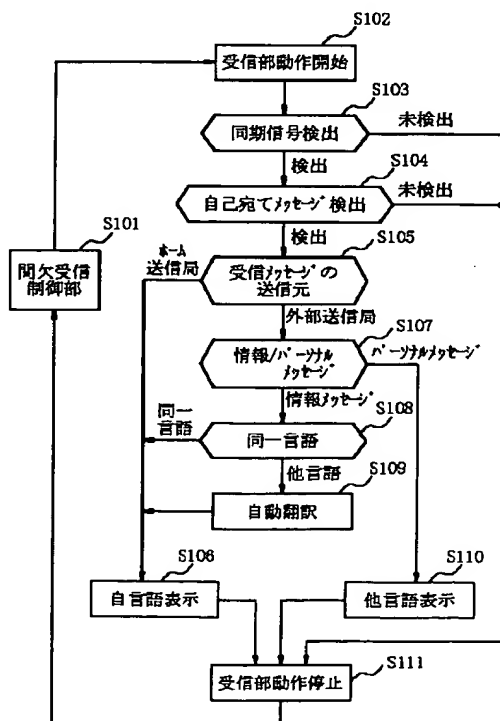 S102
受信部動作開始
S103
同期信号検出
未検出
検出
S104
自己宛てメッセージ検出
未検出
検出
S101
間欠受信
制御部
S105
ホーム
送信局
受信メッセージの
送信元
外部送信局
S107
情報/パーソナル
メッセージ
パーソナルメッセージ
情報メッセージ
S108
同一
言語
同一言語
他言語
S109
自動翻訳
S106
自言語表示
S110
他言語表示
S111
受信部動作停止